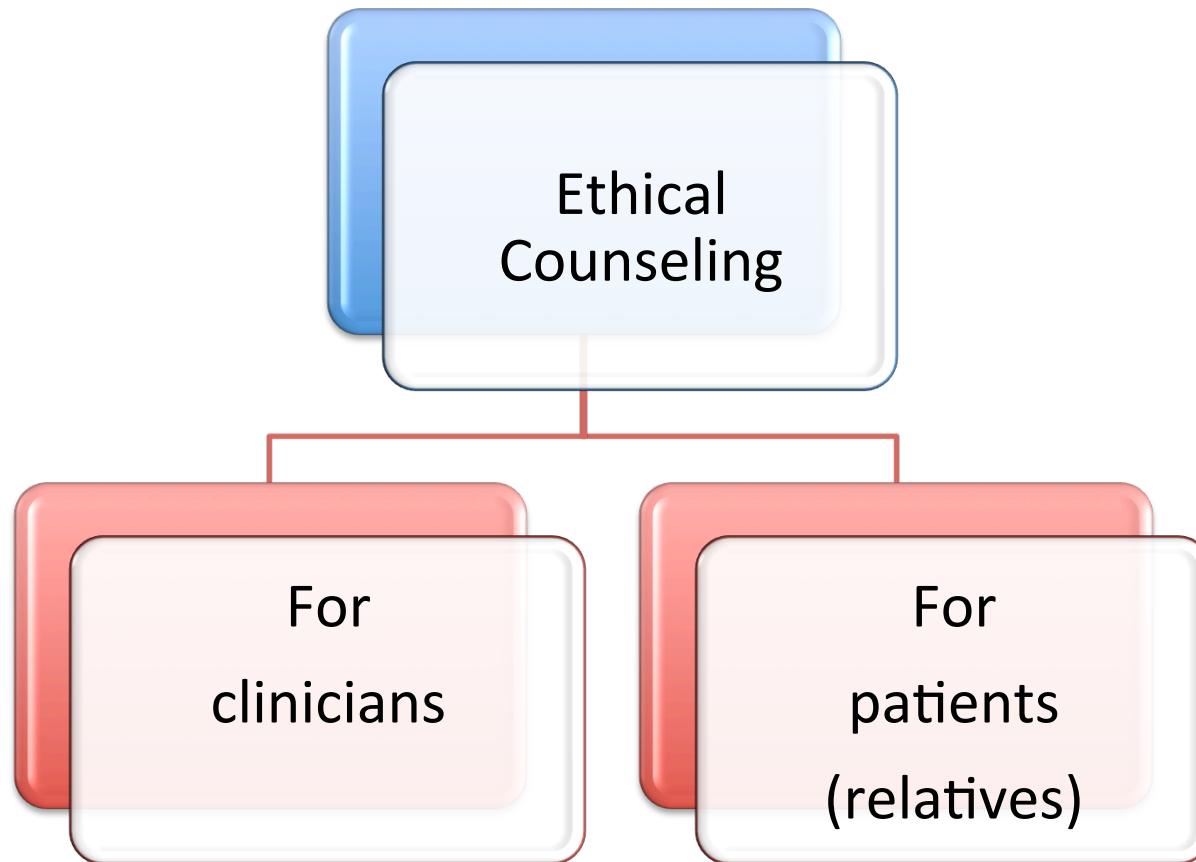 Ethical
Counseling
For
clinicians
For
patients
(relatives)